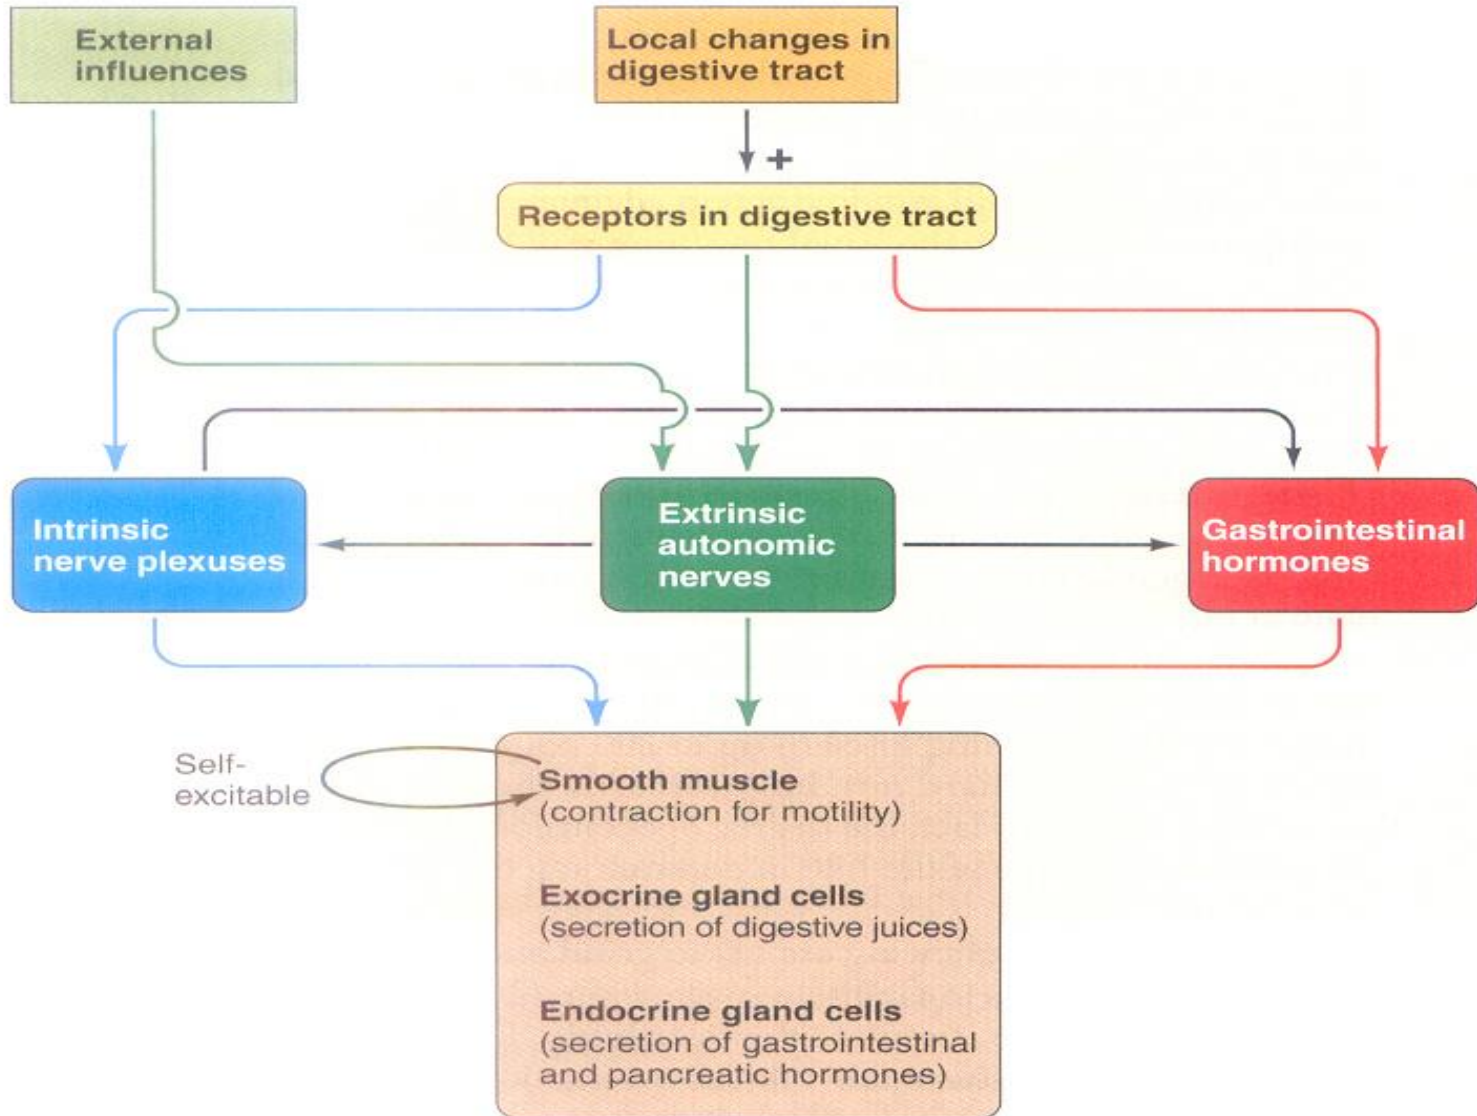 External
influences
Local changes in
digestive tract
+
Receptors in digestive tract
Intrinsic
nerve plexuses
Extrinsic
autonomic
nerves
Gastrointestinal
hormones
Self-
excitable
Smooth muscle
(contraction for motility)
Exocrine gland cells
(secretion of digestive juices)
Endocrine gland cells
(secretion of gastrointestinal
and pancreatic hormones)